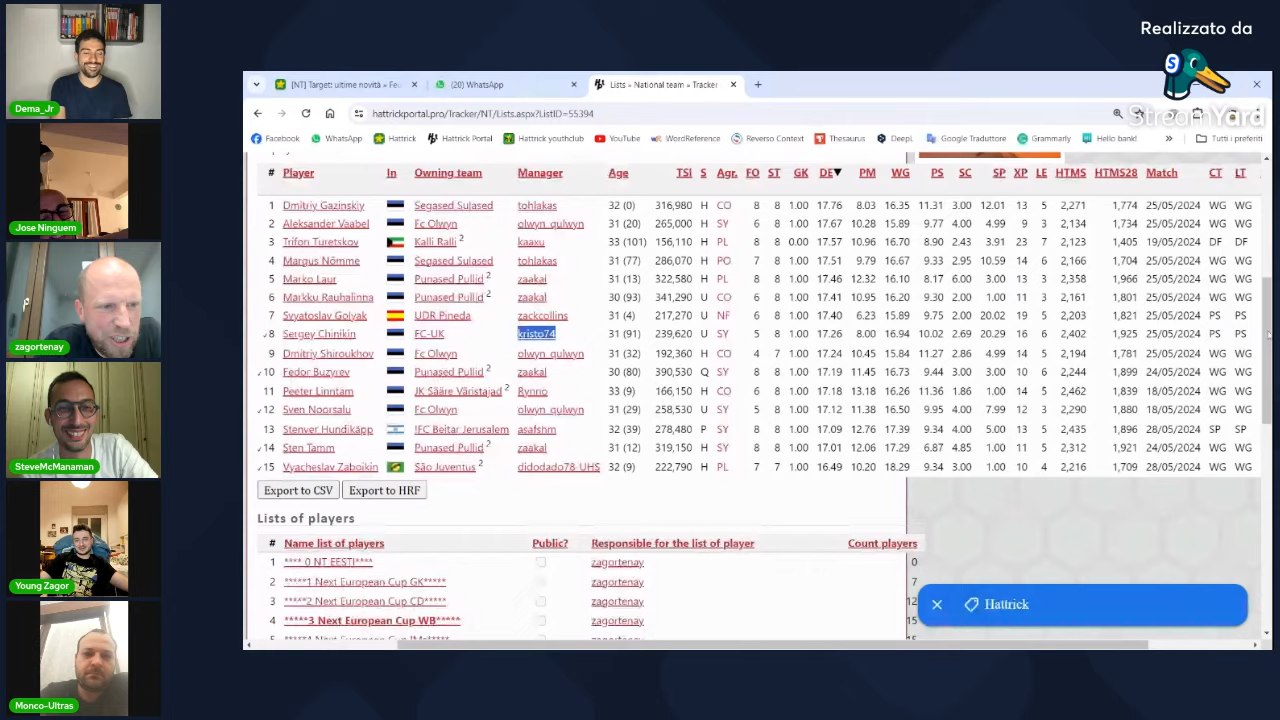 Realizzato da
StreamYard
Dema_Jr
Jose Ninguem
zagortenay
SteveMcManaman
Young Zagor
Monco-Ultras
[NT] Target: ultime novità » Fe
(20) WhatsApp
Lists » National team » Tracker
hattrickportal.pro/Tracker/NT/Lists.aspx?ListID=55394
Facebook WhatsApp Hattrick Hattrick Portal Hattrick youthclub YouTube WordReference Reverso Context Thesaurus DeepL Google Traduttore Grammarly Hello bank! » Tutti i preferiti
# Player In Owning team Manager Age TSI S Agr. FO ST GK DE▼ PM WG PS SC SP XP LE HTMS HTMS28 Match CT LT
1 Dmitriy Gazinskiy Segased Sulased tohlakas 32 (0) 316,980 H CO 8 8 1.00 17.76 8.03 16.35 11.31 3.00 12.01 13 5 2,271 1,774 25/05/2024 WG WG
2 Aleksander Vaabel Fc Olwyn olwyn_qulwyn 31 (20) 265,000 H SY 5 8 1.00 17.67 10.28 15.89 9.71 4.00 1.00 9 3 2,134 1,734 25/05/2024 WG WG
3 Trifon Turetskov Kalli Ralli 2 kaaxu 33 (101) 156,110 H PL 8 8 0.00 17.57 10.96 16.70 8.90 2.43 3.91 23 7 2,123 1,405 19/05/2024 DF DF
4 Margus Nõmme Segased Sulased tohlakas 31 (77) 286,070 H PO 7 8 1.00 17.51 9.79 16.67 9.33 2.95 10.59 14 6 2,166 1,704 25/05/2024 WG WG
5 Marko Laur Punased Pullid 2 zaakal 31 (13) 322,580 H PL 6 8 1.00 17.46 12.32 16.10 8.17 6.00 3.00 13 5 2,358 1,966 25/05/2024 WG WG
6 Markku Rauhalinna Punased Pullid 2 zaakal 30 (93) 341,290 U CO 6 8 1.00 17.41 10.95 16.20 9.30 2.00 1.00 11 3 2,161 1,801 25/05/2024 WG WG
7 Svyatoslav Golyak UDR Pineda zackcollins 31 (4) 217,270 U NF 6 8 1.00 17.40 6.23 15.89 9.75 2.00 20.02 19 5 2,203 1,821 25/05/2024 PS PS
✓8 Sergey Chinikin FC-UK kristo74 31 (91) 239,620 U SY 5 8 1.00 17.26 8.00 16.94 10.02 2.85 20.29 11 6 2,402 1,925 25/05/2024 PS PS
9 Dmitriy Shiroukhov Fc Olwyn olwyn_qulwyn 31 (32) 192,360 H CO 4 7 1.00 17.24 10.45 15.84 11.27 2.86 4.99 14 5 2,194 1,781 25/05/2024 WG WG
✓10 Fedor Buzyrev Punased Pullid 2 zaakal 30 (80) 390,530 Q SY 5 8 1.00 17.19 11.45 16.73 9.44 3.00 3.00 10 6 2,244 1,899 25/05/2024 WG WG
11 Peeter Linntam JK Sääre Väristajad 2 Rynno 33 (9) 166,150 H CO 6 8 1.00 17.18 13.18 16.26 11.36 1.86 1.00 14 4 2,462 1,839 18/05/2024 WG WG
✓12 Sven Noorsalu Fc Olwyn olwyn_qulwyn 31 (29) 258,530 U SY 5 8 1.00 17.12 11.38 16.50 9.95 4.00 7.99 12 3 2,290 1,880 18/05/2024 WG WG
13 Stenver Hundikäpp !FC Beitar Jerusalem asafshm 32 (39) 278,480 P SY 5 8 1.00 17.09 12.76 17.39 9.34 4.00 5.00 13 5 2,435 1,896 28/05/2024 SP SP
✓14 Sten Tamm Punased Pullid 2 zaakal 31 (12) 319,150 H SY 5 8 1.00 17.01 12.06 17.79 6.87 4.85 1.00 14 5 2,312 1,921 25/05/2024 WG WG
✓15 Vyacheslav Zaboikin São Juventus 2 didodado78-UHS 32 (9) 222,790 H PL 7 7 1.00 16.49 10.20 18.29 9.34 3.00 1.00 10 4 2,216 1,709 28/05/2024 WG WG
Export to CSV Export to HRF
Lists of players
# Name list of players Public? Responsible for the list of player Count players
1 **** 0 NT EESTI**** zagortenay 0
2 *****1 Next European Cup GK***** zagortenay 7
3 *****2 Next European Cup CD***** zagortenay 12
4 *****3 Next European Cup WB***** zagortenay 15
Hattrick